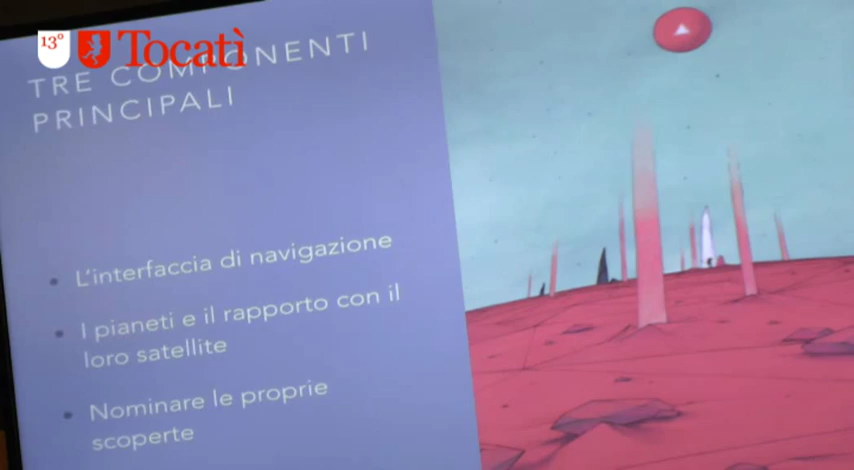 13°
Tocatì
TRE COMPONENTI
PRINCIPALI
• L'interfaccia di navigazione
• I pianeti e il rapporto con il
loro satellite
• Nominare le proprie
scoperte